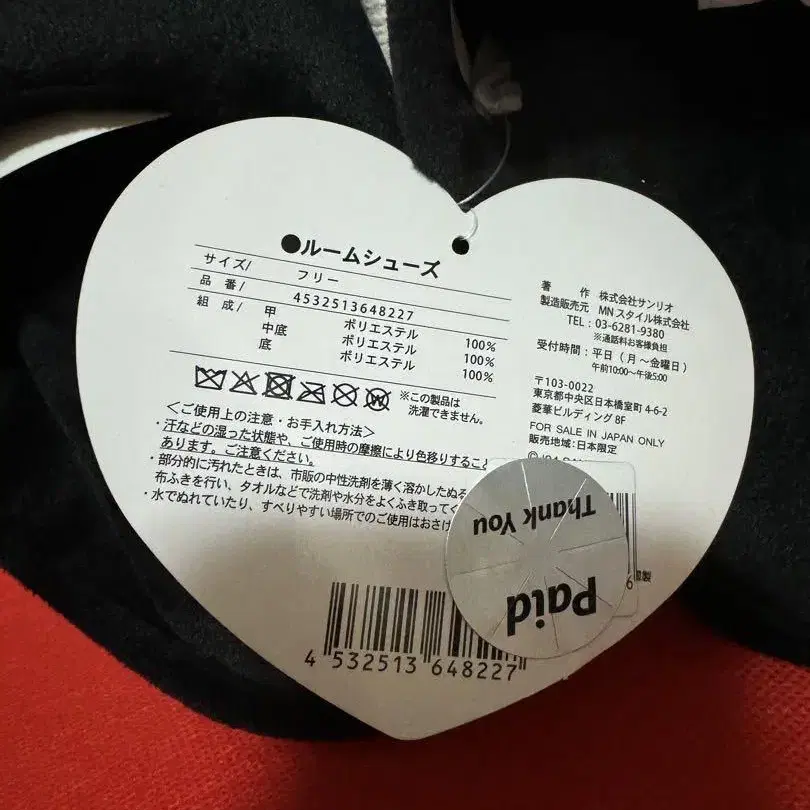 ●ルームシューズ
サイズ/ フリー
品番/ 4532513648227
組成/ 甲 ポリエステル 100%
中底 ポリエステル 100%
底 ポリエステル 100%
※この製品は
洗濯できません。
<ご使用上の注意・お手入れ方法>
・汗などの湿った状態や、ご使用時の摩擦により色移りすること
あります。ご注意ください。
・部分的に汚れたときは、市販の中性洗剤を薄く溶かしたぬる
布ふきを行い、タオルなどで洗剤や水分をよくふき取ってく
・水でぬれていたり、すべりやすい場所でのご使用はおさけ
4 532513 648227
著作 株式会社サンリオ
製造販売元 MNスタイル株式会社
TEL:03-6281-9380
※通話料お客様負担
受付時間:平日(月~金曜日)
午前10:00~午後5:00
〒103-0022
東京都中央区日本橋室町4-6-2
菱華ビルディング8F
FOR SALE IN JAPAN ONLY
販売地域:日本限定
Thank You
Paid